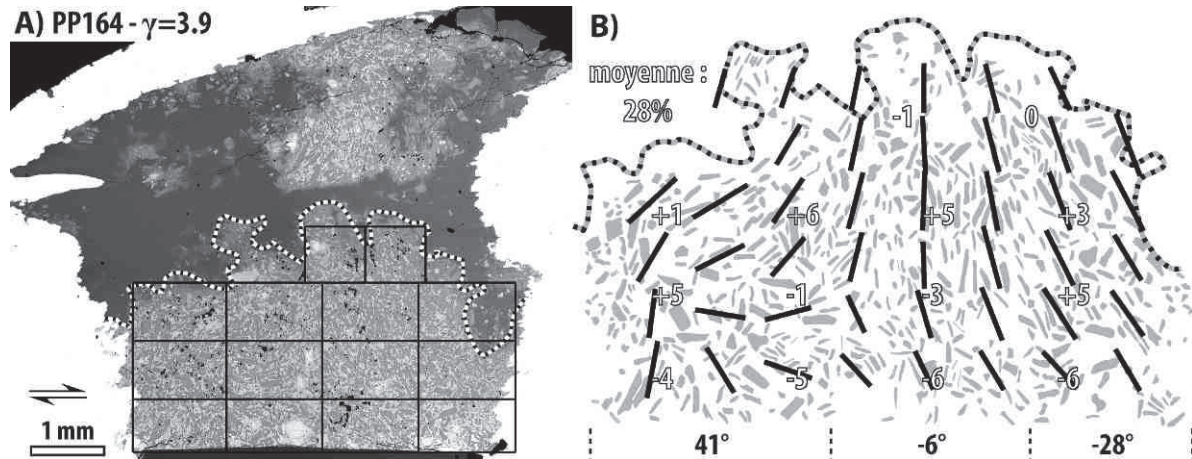 A) PP164 - γ=3.9
1 mm
B)
moyenne :
28%
-1 0
+1 +6 +5 +3
+5 -1 -3 +5
-4 -5 -6 -6
41° -6° -28°